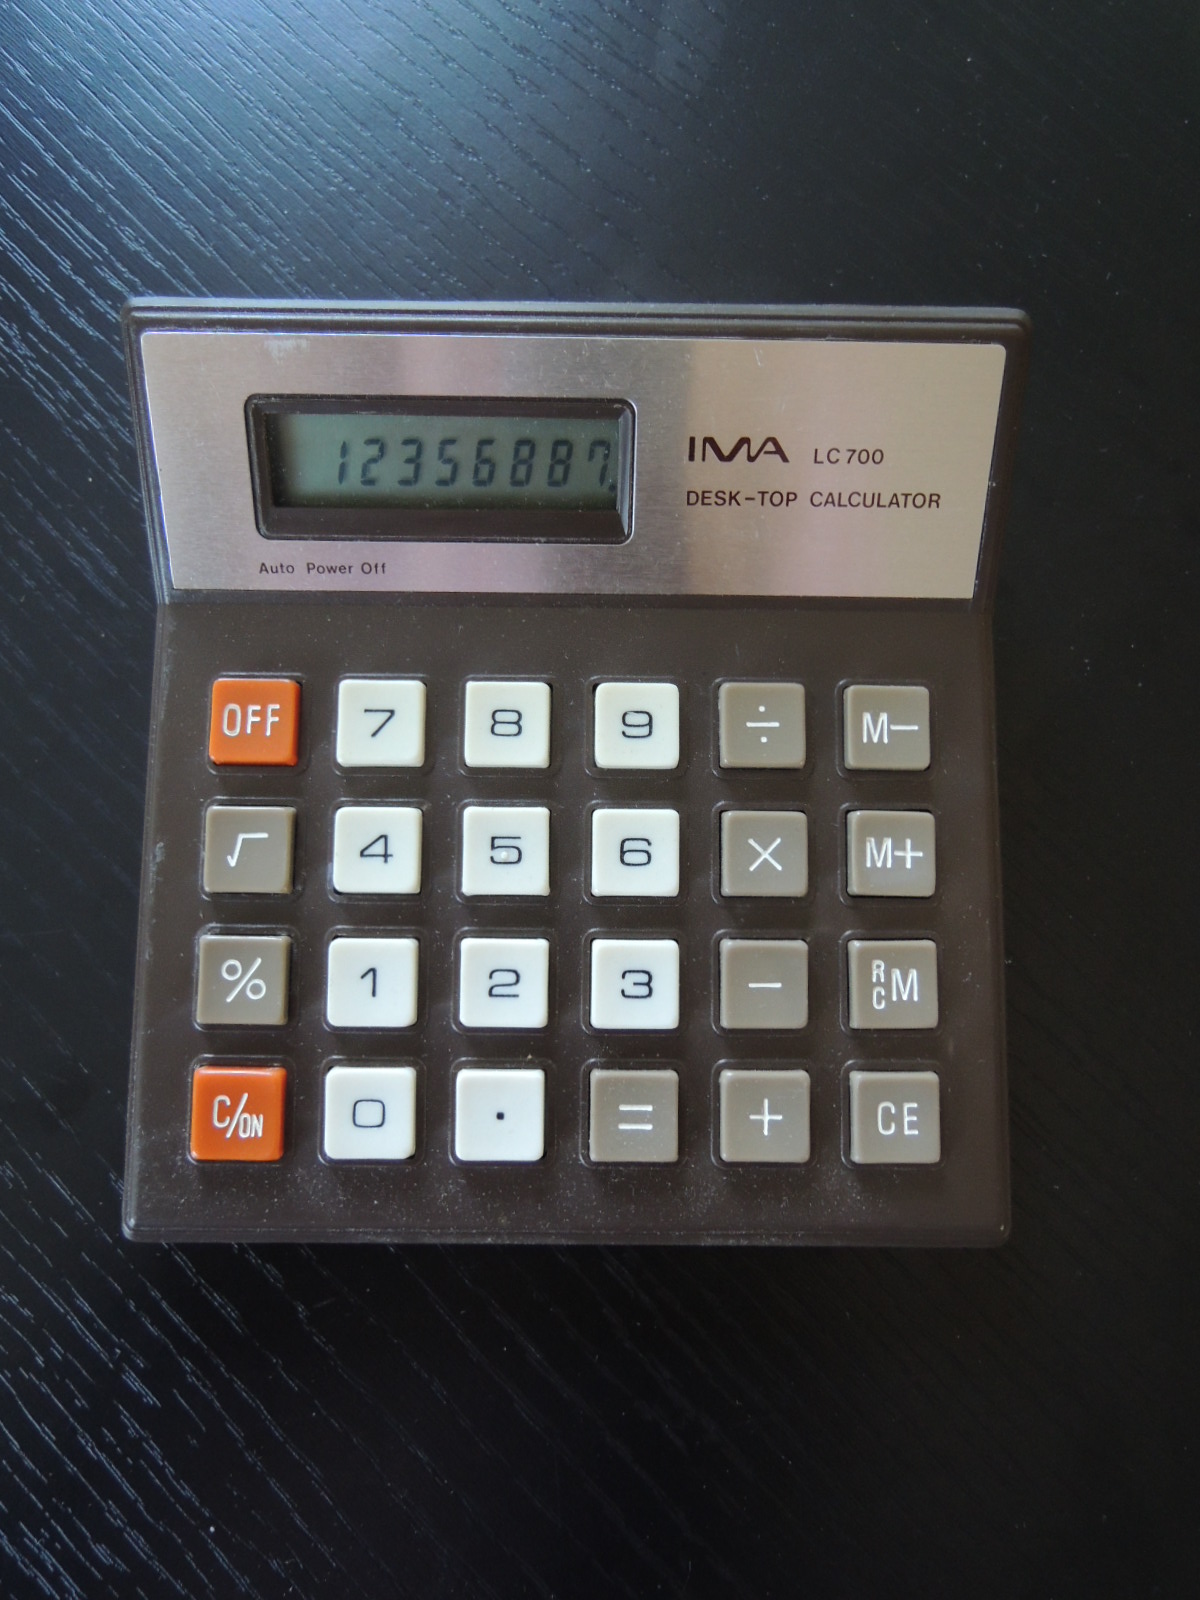 12356887.
IMA LC700
DESK-TOP CALCULATOR
Auto Power Off
OFF 7 8 9 ÷ M−
√ 4 5 6 × M+
% 1 2 3 − RCM
C/ON 0 . = + CE